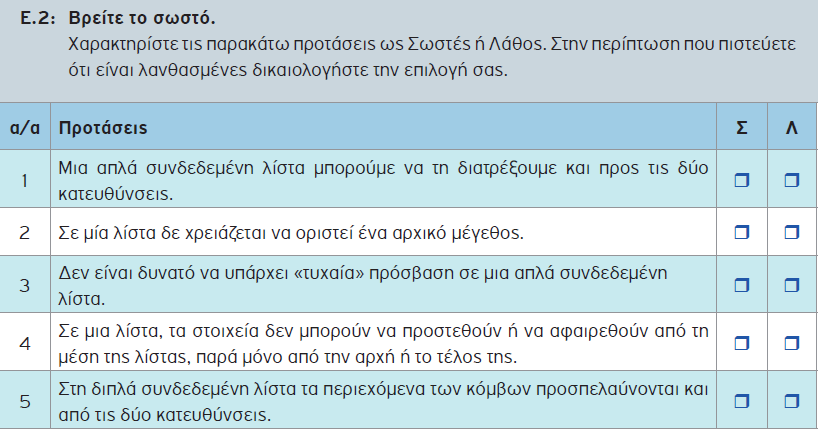 Ε.2: Βρείτε το σωστό.
Χαρακτηρίστε τις παρακάτω προτάσεις ως Σωστές ή Λάθος. Στην περίπτωση που πιστεύετε
ότι είναι λανθασμένες δικαιολογήστε την επιλογή σας.
α/α Προτάσεις Σ Λ
1 Μια απλά συνδεδεμένη λίστα μπορούμε να τη διατρέξουμε και προς τις δύο
κατευθύνσεις.
2 Σε μία λίστα δε χρειάζεται να οριστεί ένα αρχικό μέγεθος.
3 Δεν είναι δυνατό να υπάρχει «τυχαία» πρόσβαση σε μια απλά συνδεδεμένη
λίστα.
4 Σε μια λίστα, τα στοιχεία δεν μπορούν να προστεθούν ή να αφαιρεθούν από τη
μέση της λίστας, παρά μόνο από την αρχή ή το τέλος της.
5 Στη διπλά συνδεδεμένη λίστα τα περιεχόμενα των κόμβων προσπελαύνονται και
από τις δύο κατευθύνσεις.